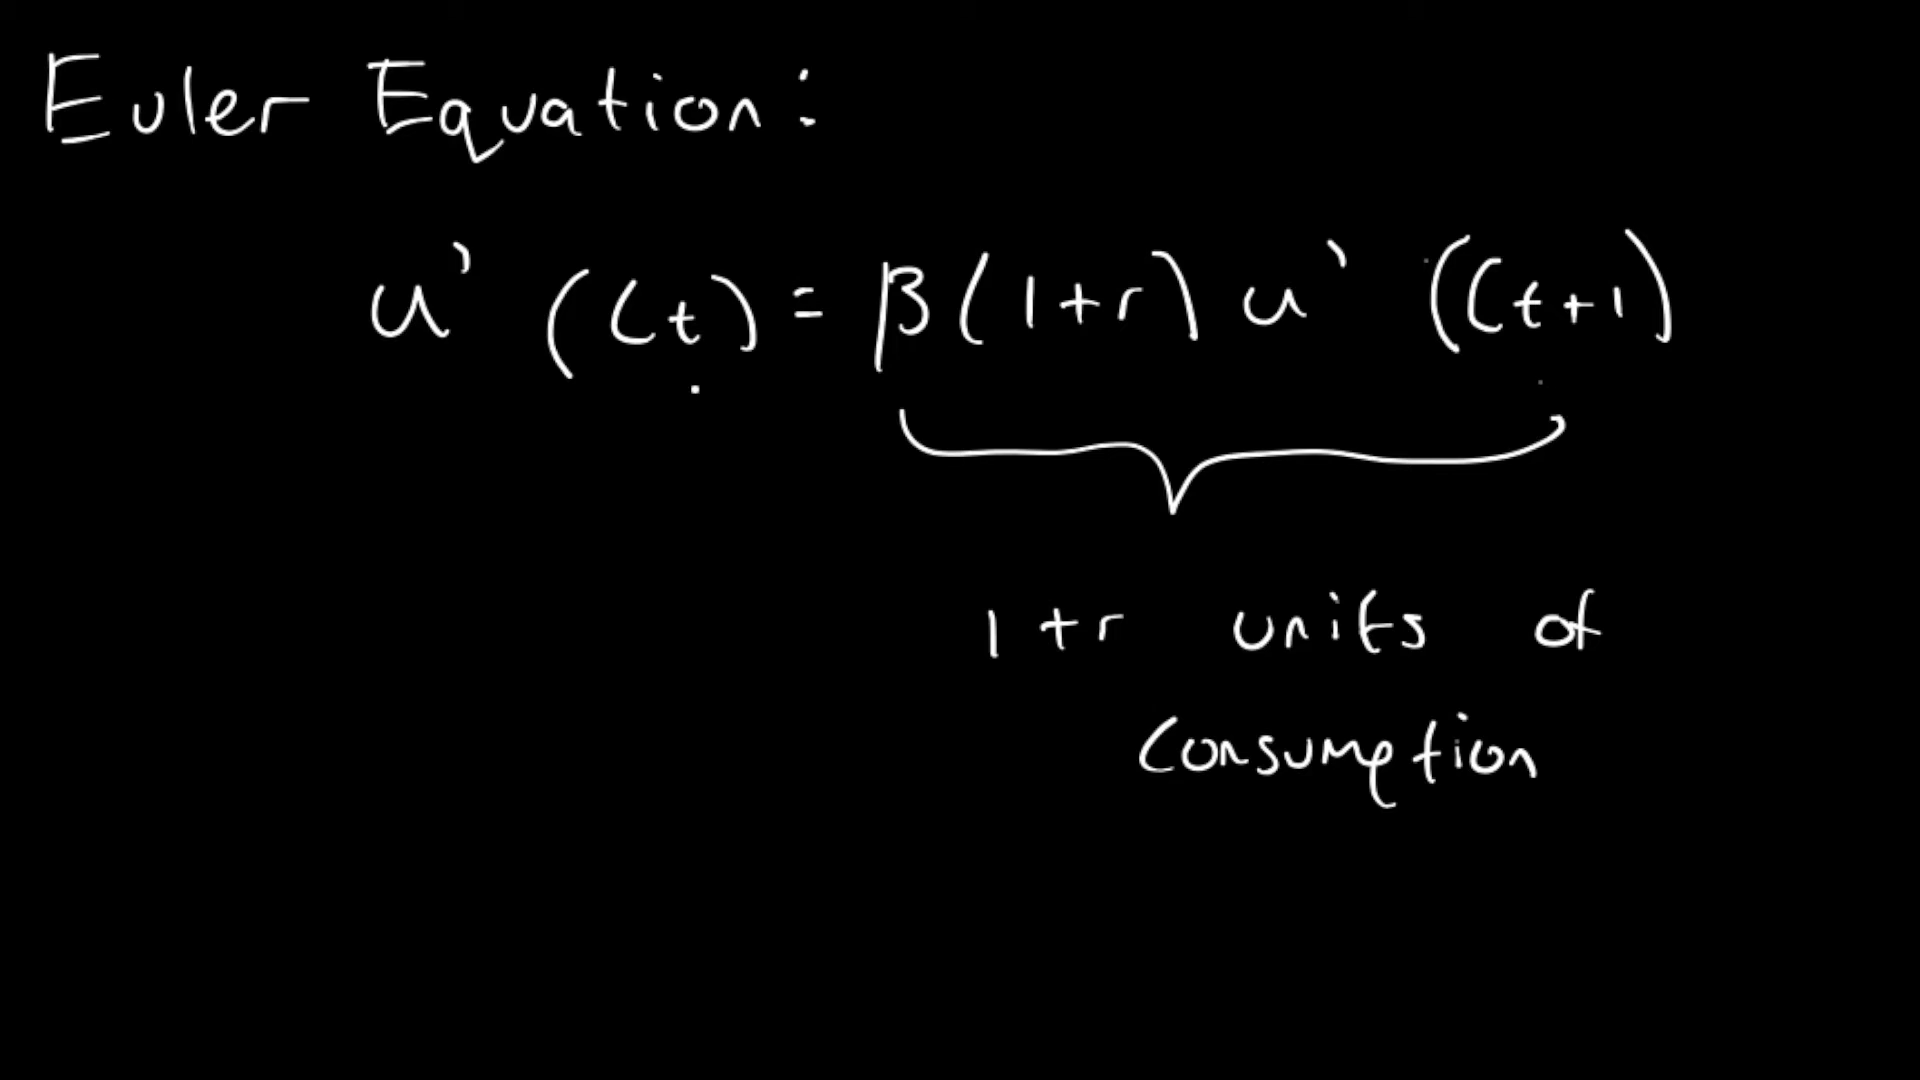 Euler Equation:
u' (Ct) = β(1+r) u' (Ct+1)
1+r units of
Consumption